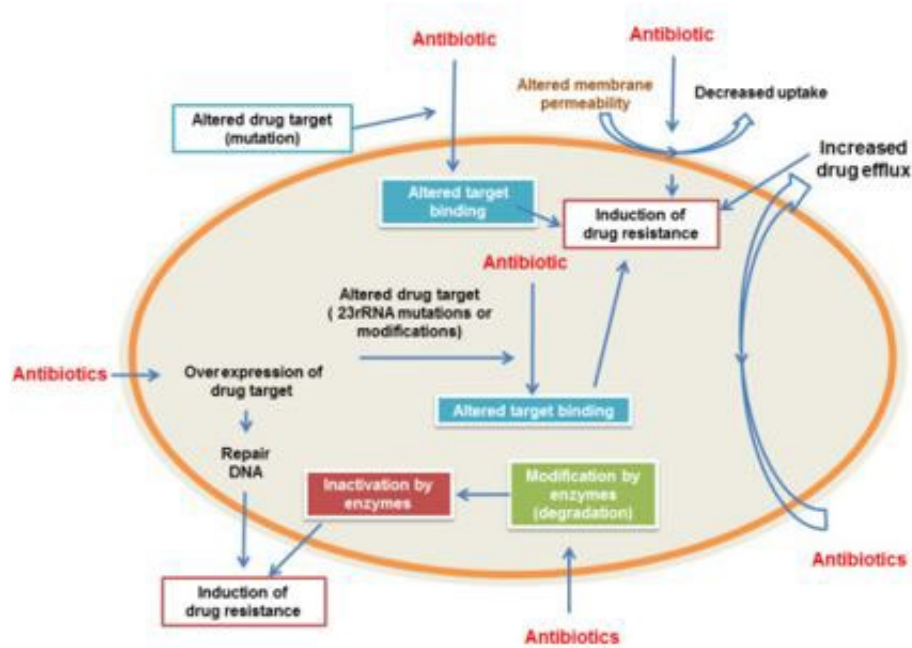 Antibiotic
Antibiotic
Altered membrane
permeability
Decreased uptake
Altered drug target
(mutation)
Increased
drug efflux
Altered target
binding
Induction of
drug resistance
Antibiotic
Altered drug target
( 23rRNA mutations or
modifications)
Antibiotics
Over expression of
drug target
Altered target binding
Repair
DNA
Inactivation by
enzymes
Modification by
enzymes
(degradation)
Antibiotics
Induction of
drug resistance
Antibiotics